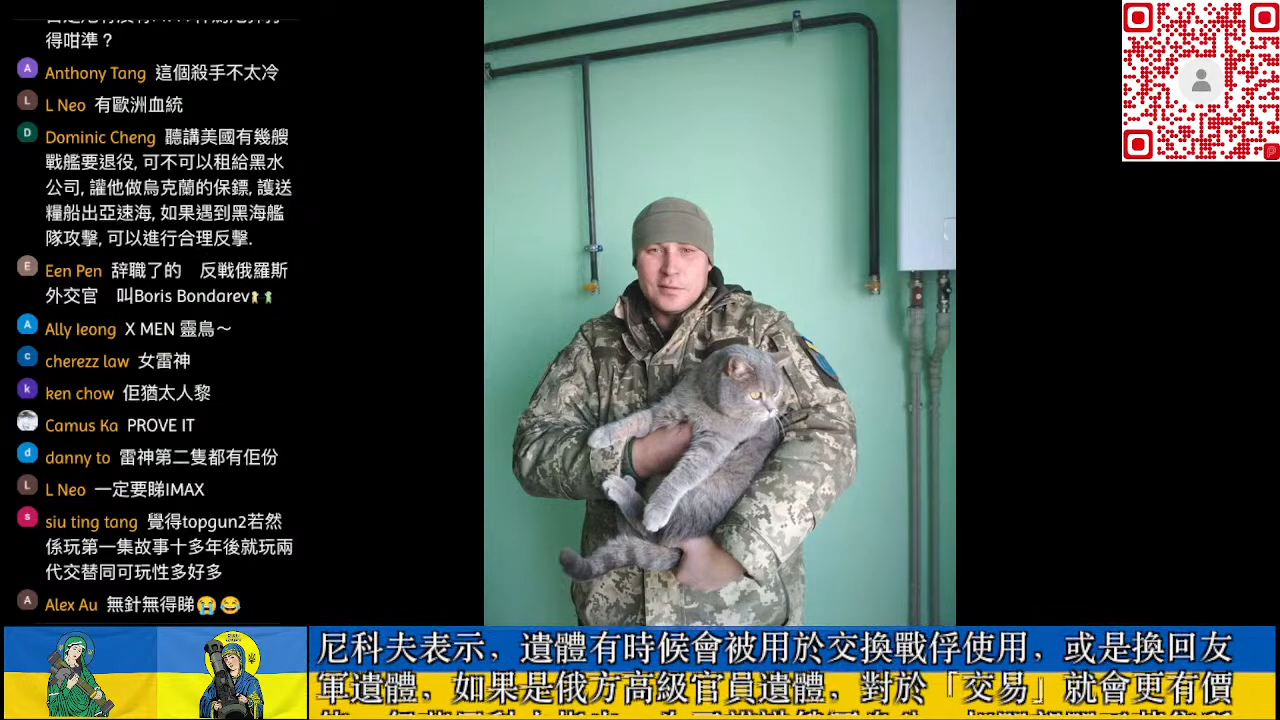 得咁準？
Anthony Tang 這個殺手不太冷
L Neo 有歐洲血統
Dominic Cheng 聽講美國有幾艘
戰艦要退役, 可不可以租給黑水
公司, 讙他做烏克蘭的保鏢, 護送
糧船出亞速海, 如果遇到黑海艦
隊攻擊, 可以進行合理反擊.
Een Pen 辞職了的　反戦俄羅斯
外交官　叫Boris Bondarev
Ally Ieong X MEN 靈鳥～
cherezz law 女雷神
ken chow 佢猶太人黎
Camus Ka PROVE IT
danny to 雷神第二隻都有佢份
L Neo 一定要睇IMAX
siu ting tang 覺得topgun2若然
係玩第一集故事十多年後就玩兩
代交替同可玩性多好多
Alex Au 無針無得睇😭😂
尼科夫表示，遺體有時候會被用於交換戰俘使用，或是換回友
軍遺體，如果是俄方高級官員遺體，對於「交易」就會更有價